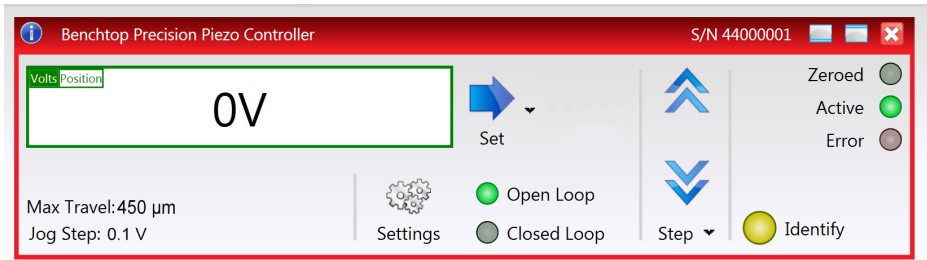 Benchtop Precision Piezo Controller S/N 44000001
Volts Position
0V
Set
Zeroed
Active
Error
Max Travel: 450 µm
Jog Step: 0.1 V
Settings
Open Loop
Closed Loop
Step
Identify